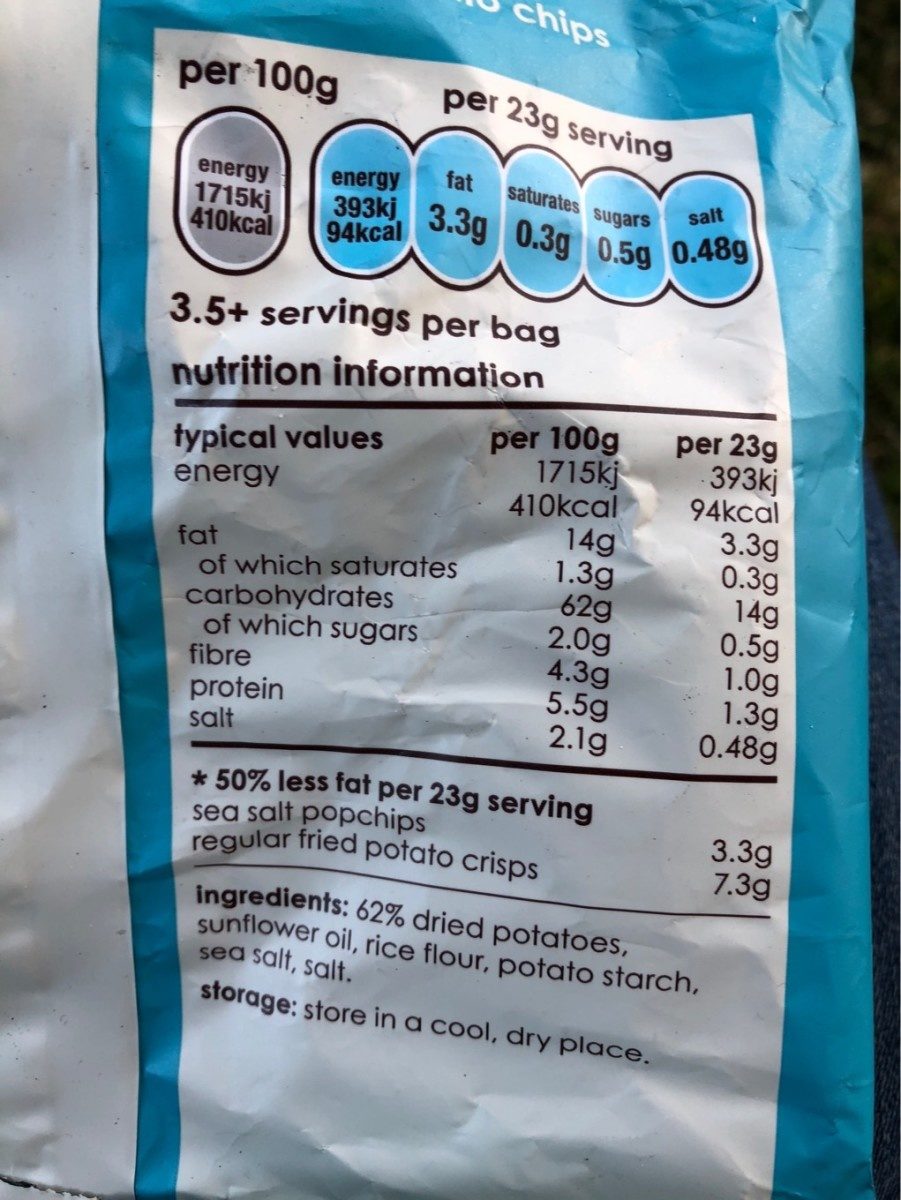 chips
per 100g
per 23g serving
energy
1715kj
410kcal
energy
393kj
94kcal
fat
3.3g
saturates
0.3g
sugars
0.5g
salt
0.48g
3.5+ servings per bag
nutrition information
typical values per 100g per 23g
energy 1715kj 393kj
410kcal 94kcal
fat 14g 3.3g
of which saturates 1.3g 0.3g
carbohydrates 62g 14g
of which sugars 2.0g 0.5g
fibre 4.3g 1.0g
protein 5.5g 1.3g
salt 2.1g 0.48g
* 50% less fat per 23g serving
sea salt popchips 3.3g
regular fried potato crisps 7.3g
ingredients: 62% dried potatoes,
sunflower oil, rice flour, potato starch,
sea salt, salt.
storage: store in a cool, dry place.